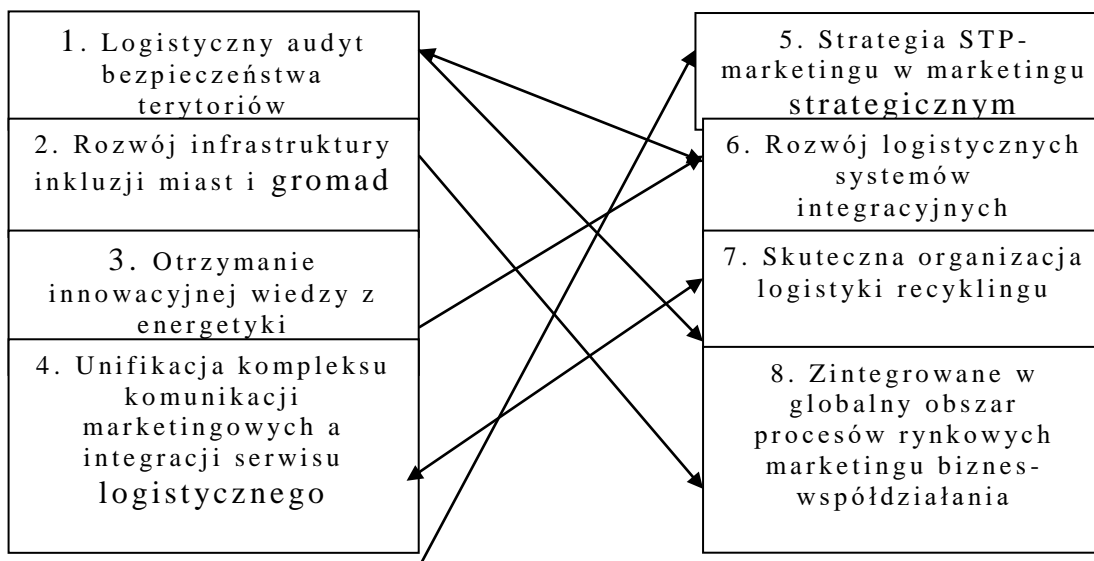 1. Logistyczny audyt
bezpieczeństwa
terytoriów
2. Rozwój infrastruktury
inkluzji miast i gromad
3. Otrzymanie
innowacyjnej wiedzy z
energetyki
4. Unifikacja kompleksu
komunikacji
marketingowych a
integracji serwisu
logistycznego
5. Strategia STP-
marketingu w marketingu
strategicznym
6. Rozwój logistycznych
systemów
integracyjnych
7. Skuteczna organizacja
logistyki recyklingu
8. Zintegrowane w
globalny obszar
procesów rynkowych
marketingu biznes-
współdziałania